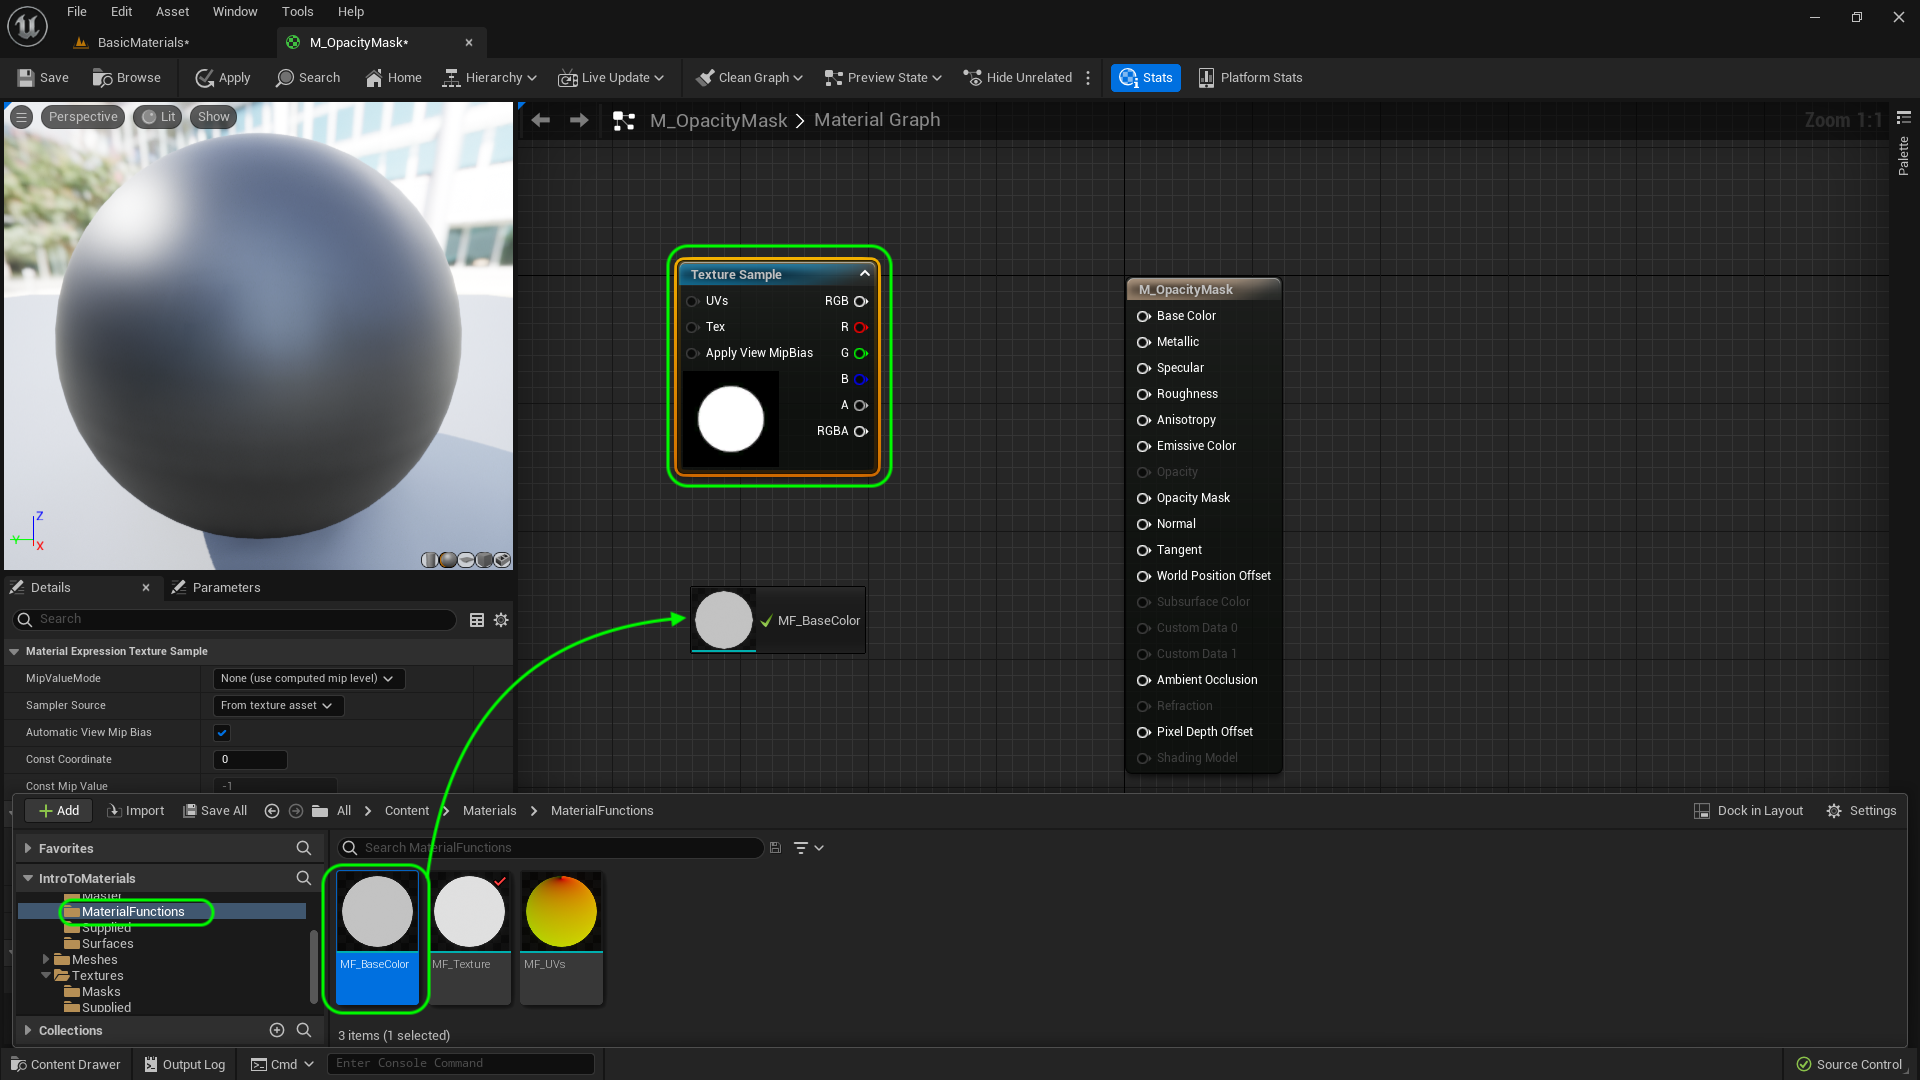 File Edit Asset Window Tools Help
BasicMaterials*
M_OpacityMask*
Save Browse Apply Search Home Hierarchy Live Update Clean Graph Preview State Hide Unrelated Stats Platform Stats
Perspective Lit Show
M_OpacityMask > Material Graph
Zoom 1:1
Palette
Texture Sample
UVs RGB
Tex R
Apply View MipBias G
B
A
RGBA
M_OpacityMask
Base Color
Metallic
Specular
Roughness
Anisotropy
Emissive Color
Opacity
Opacity Mask
Normal
Tangent
World Position Offset
Subsurface Color
Custom Data 0
Custom Data 1
Ambient Occlusion
Refraction
Pixel Depth Offset
Shading Model
MF_BaseColor
Z
Y
X
Details Parameters
Search
Material Expression Texture Sample
MipValueMode None (use computed mip level)
Sampler Source From texture asset
Automatic View Mip Bias
Const Coordinate 0
Const Mip Value -1
Add Import Save All All > Content > Materials > MaterialFunctions Dock in Layout Settings
Favorites
Search MaterialFunctions
IntroToMaterials
Master
MaterialFunctions
Supplied
Surfaces
Meshes
Textures
Masks
Supplied
Collections
MF_BaseColor MF_Texture MF_UVs
3 items (1 selected)
Content Drawer Output Log Cmd Enter Console Command Source Control